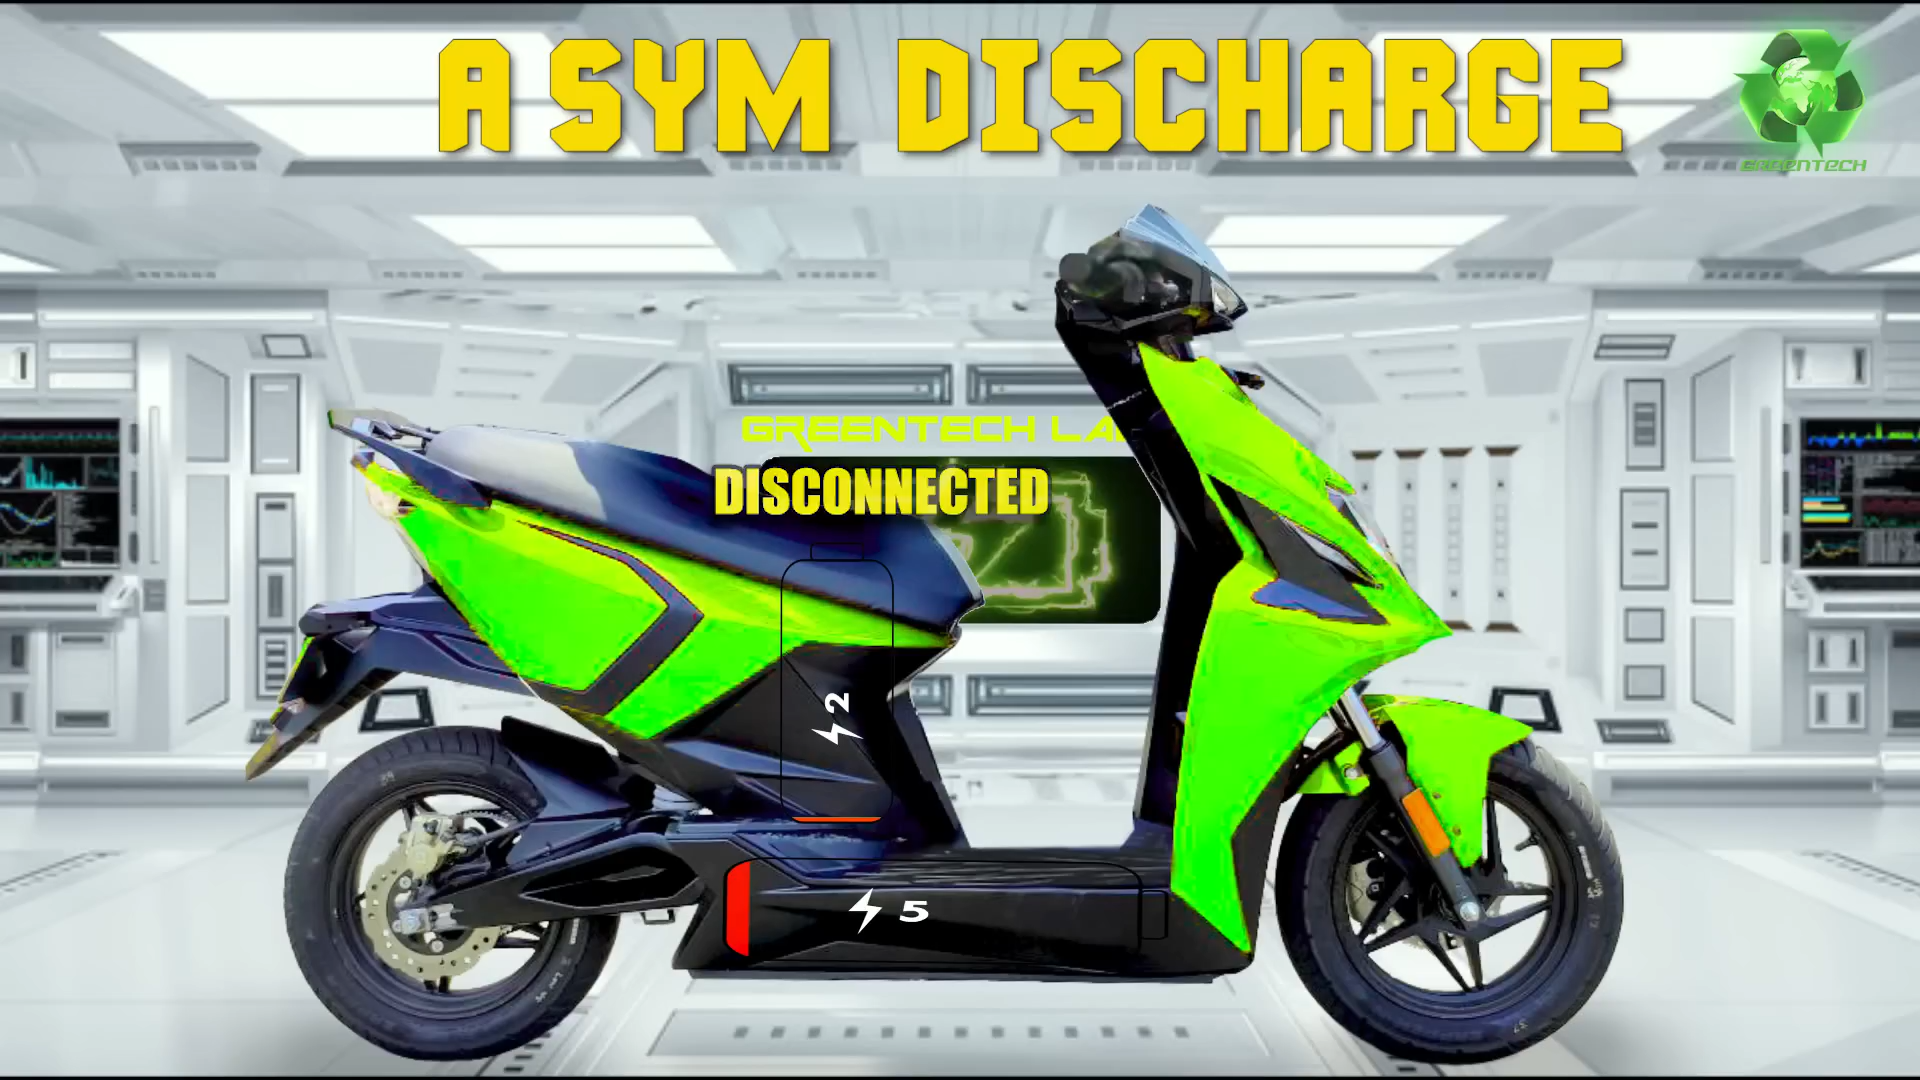 A SYM DISCHARGE
GREENTECH
GREENTECH LA
DISCONNECTED
2
5